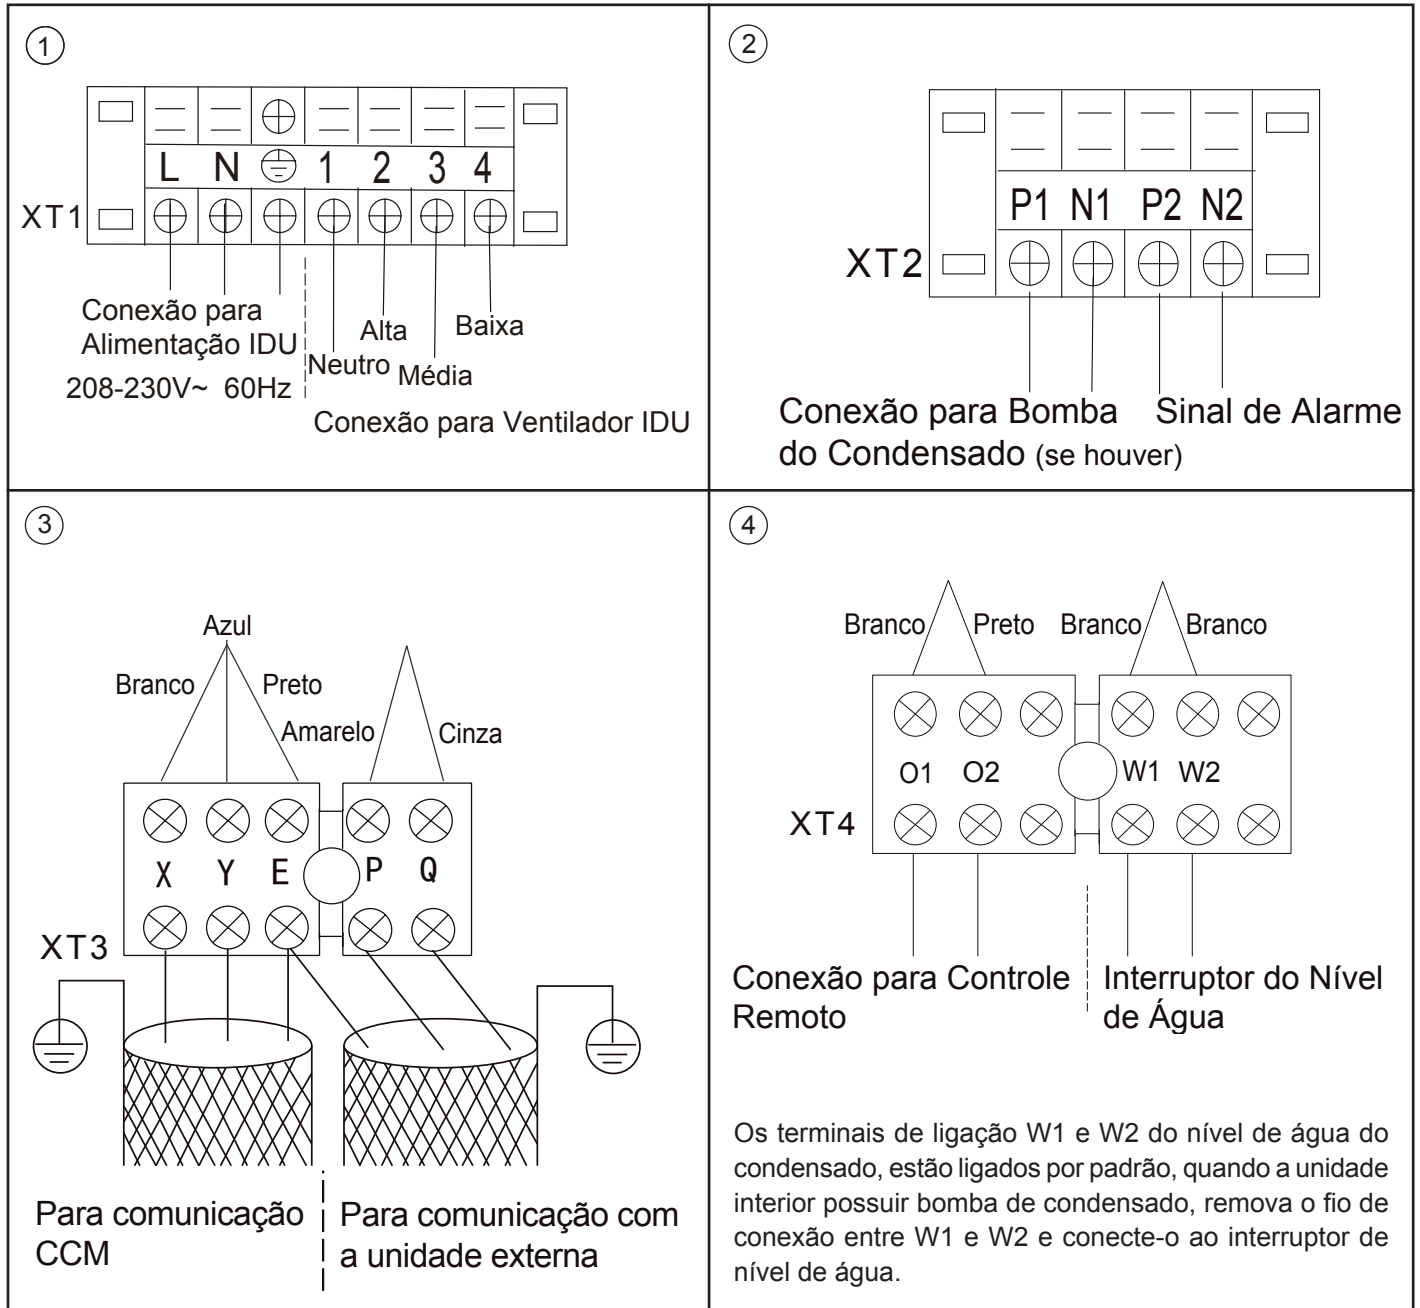 1
L N 1 2 3 4
XT1
Conexão para
Alimentação IDU
208-230V~ 60Hz
Neutro
Alta
Média
Baixa
Conexão para Ventilador IDU
2
P1 N1 P2 N2
XT2
Conexão para Bomba
do Condensado (se houver)
Sinal de Alarme
3
Azul
Branco
Preto
Amarelo
Cinza
X Y E P Q
XT3
Para comunicação
CCM
Para comunicação com
a unidade externa
4
Branco
Preto
Branco
Branco
O1 O2 W1 W2
XT4
Conexão para Controle
Remoto
Interruptor do Nível
de Água
Os terminais de ligação W1 e W2 do nível de água do
condensado, estão ligados por padrão, quando a unidade
interior possuir bomba de condensado, remova o fio de
conexão entre W1 e W2 e conecte-o ao interruptor de
nível de água.